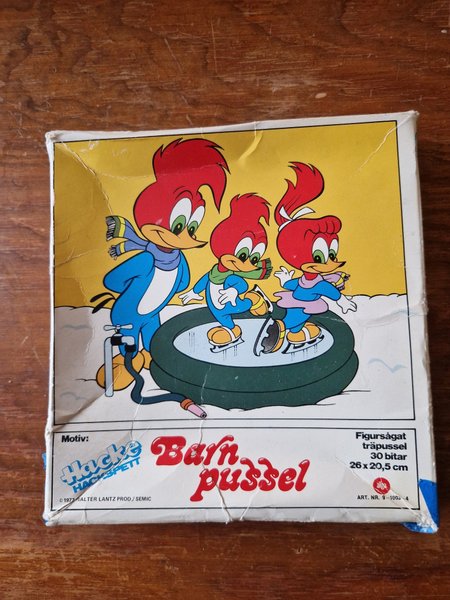 Motiv:
Hacke
HACKSPETT
© 1977 WALTER LANTZ PROD./SEMIC
Barn
pussel
Figursågat
träpussel
30 bitar
26 x 20,5 cm
ART. NR.